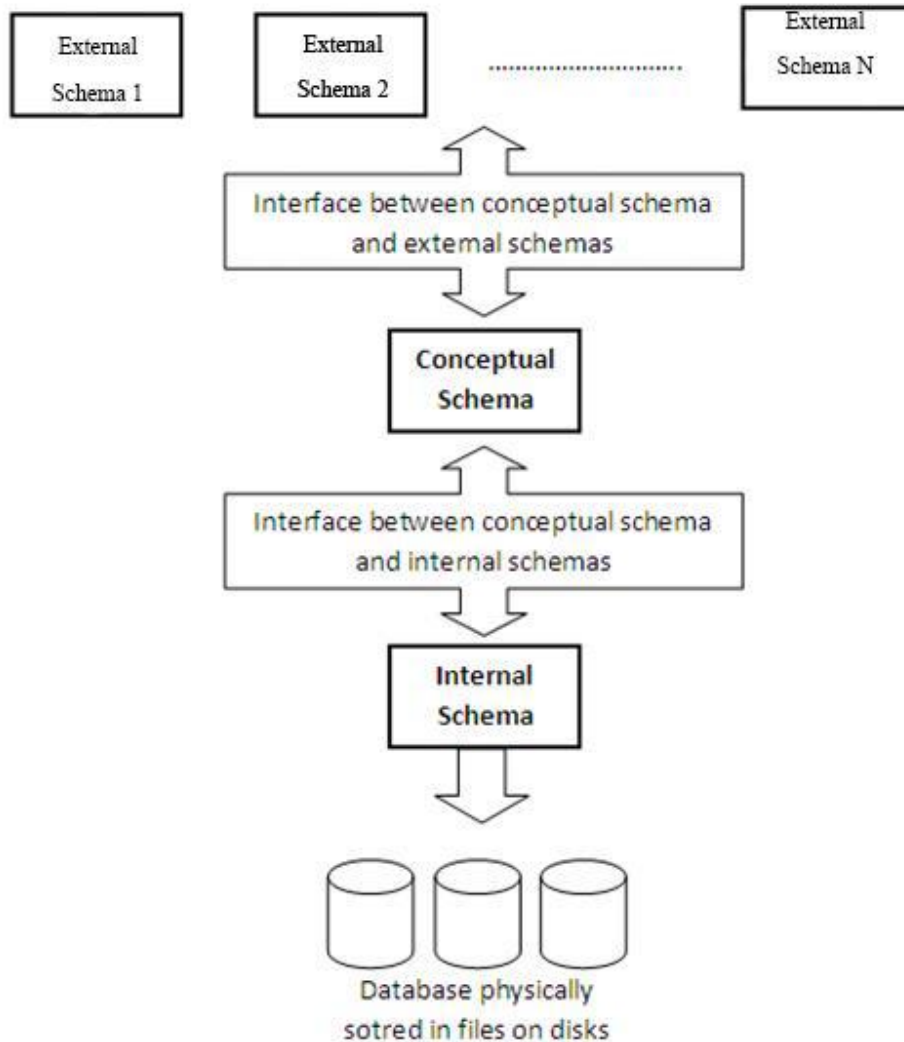 External
Schema 1
External
Schema 2
External
Schema N
Interface between conceptual schema
and external schemas
Conceptual
Schema
Interface between conceptual schema
and internal schemas
Internal
Schema
Database physically
sotred in files on disks